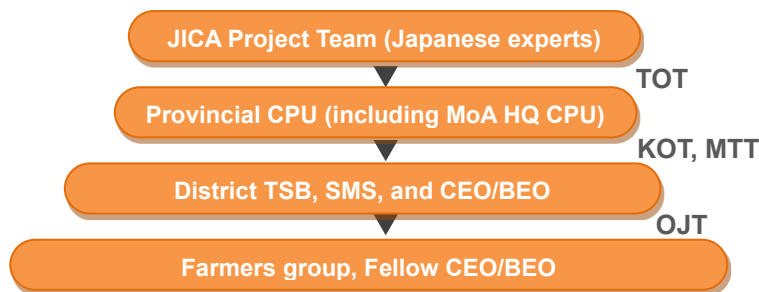 JICA Project Team (Japanese experts)
TOT
Provincial CPU (including MoA HQ CPU)
KOT, MTT
District TSB, SMS, and CEO/BEO
OJT
Farmers group, Fellow CEO/BEO